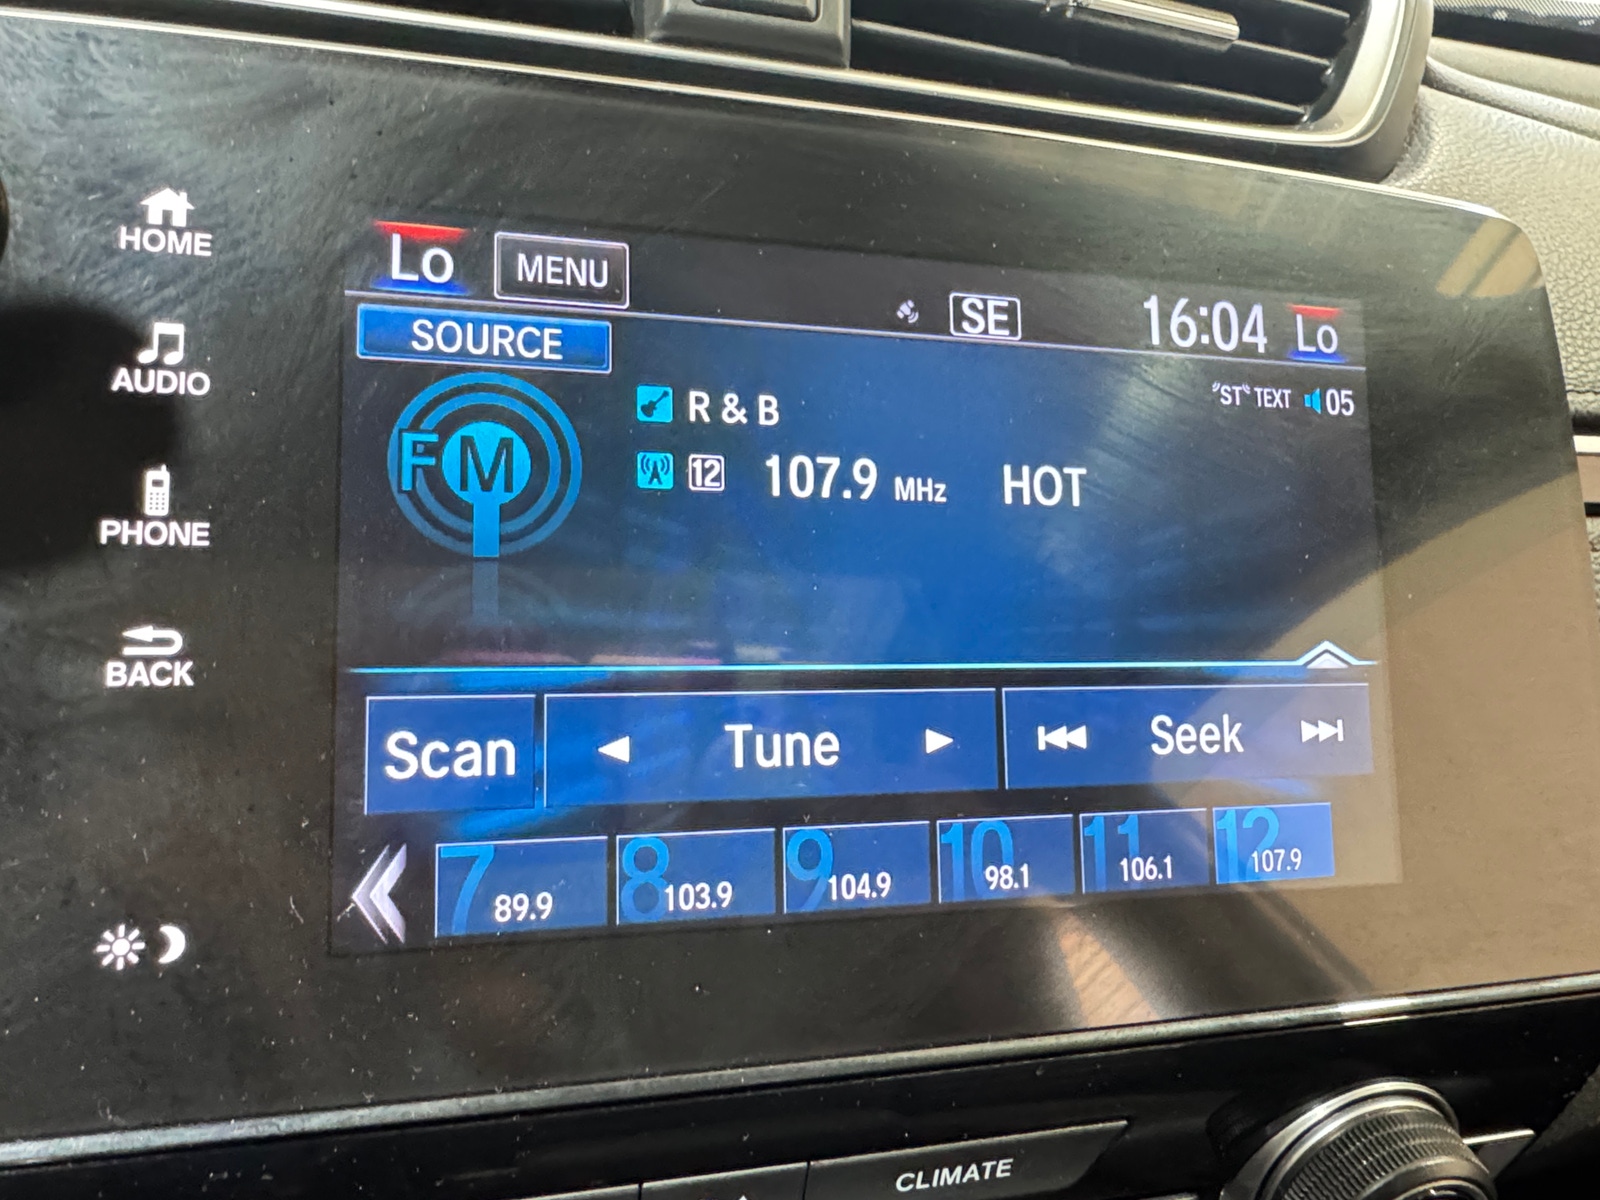 HOME
AUDIO
PHONE
BACK
Lo
MENU
SE
16:04
Lo
SOURCE
"ST" TEXT
05
FM
R & B
12
107.9 MHz
HOT
Scan
Tune
Seek
7
89.9
8
103.9
9
104.9
10
98.1
11
106.1
12
107.9
CLIMATE